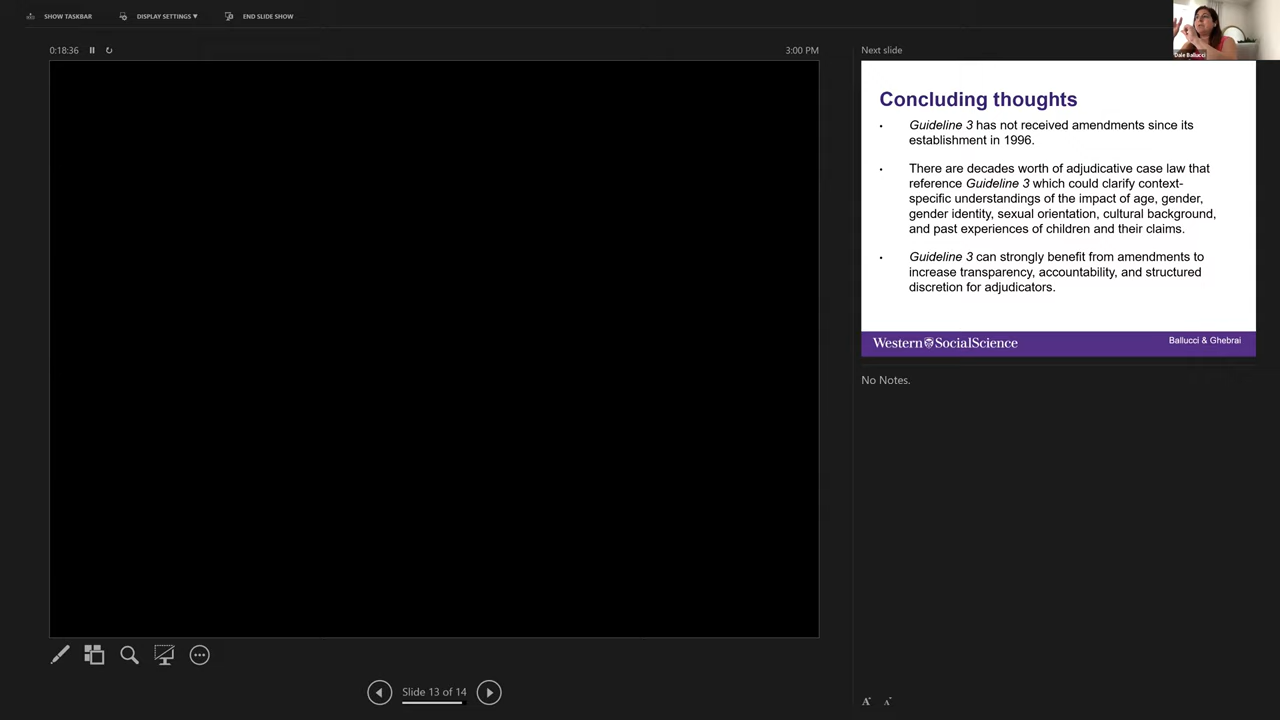 SHOW TASKBAR
DISPLAY SETTINGS ▼
END SLIDE SHOW
Dale Ballucci
0:18:36
3:00 PM
Next slide
Concluding thoughts
• Guideline 3 has not received amendments since its
establishment in 1996.
• There are decades worth of adjudicative case law that
reference Guideline 3 which could clarify context-
specific understandings of the impact of age, gender,
gender identity, sexual orientation, cultural background,
and past experiences of children and their claims.
• Guideline 3 can strongly benefit from amendments to
increase transparency, accountability, and structured
discretion for adjudicators.
Western SocialScience
Ballucci & Ghebrai
No Notes.
Slide 13 of 14
A A